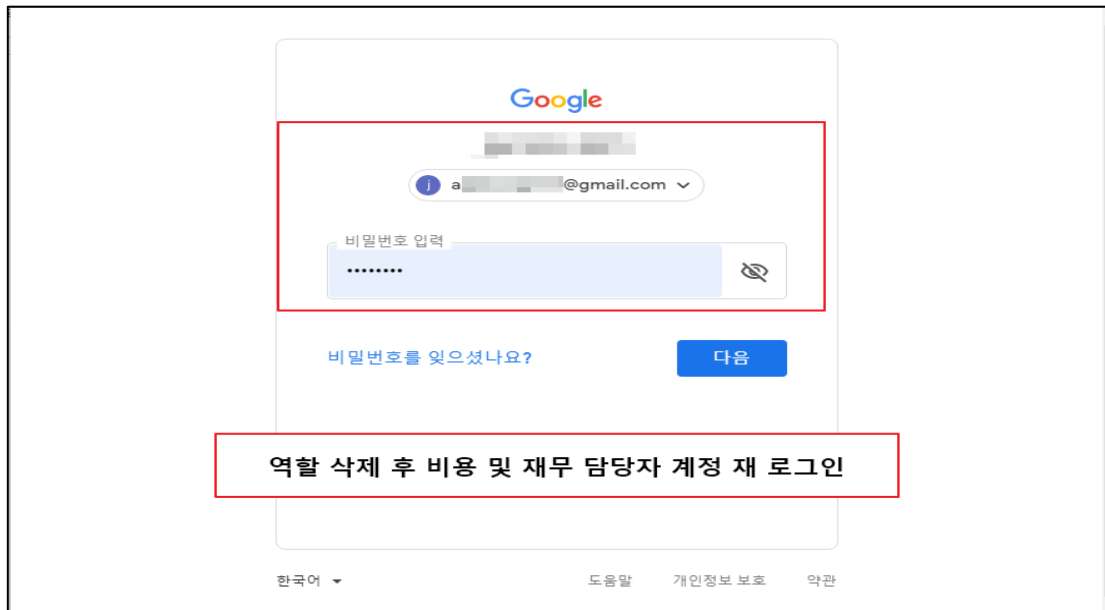 Google
j a @gmail.com
비밀번호 입력
••••••••
비밀번호를 잊으셨나요? 다음
역할 삭제 후 비용 및 재무 담당자 계정 재 로그인
한국어 도움말 개인정보 보호 약관